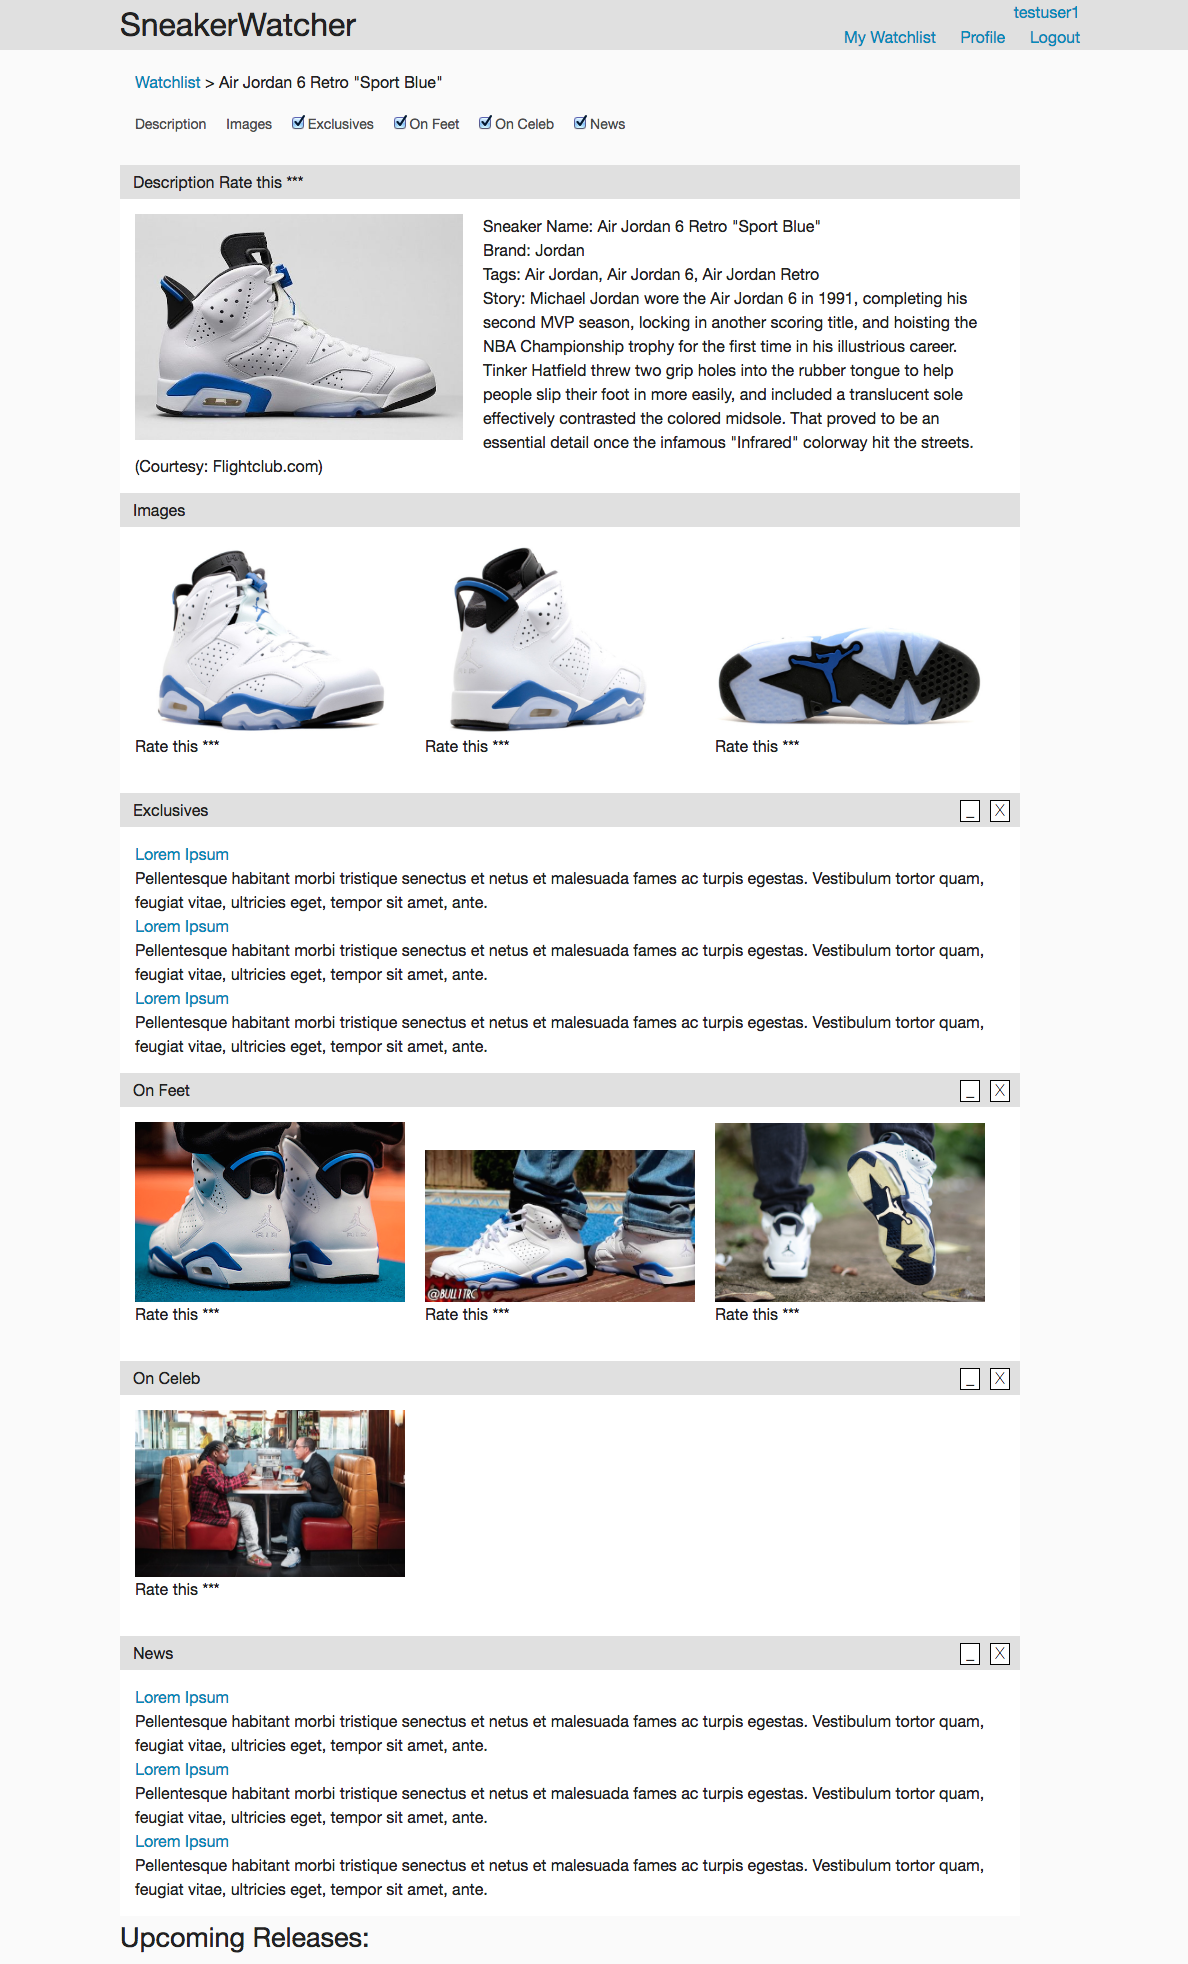 SneakerWatcher
testuser1
My Watchlist Profile Logout
Watchlist > Air Jordan 6 Retro "Sport Blue"
Description Images Exclusives On Feet On Celeb News
Description Rate this ***
Sneaker Name: Air Jordan 6 Retro "Sport Blue"
Brand: Jordan
Tags: Air Jordan, Air Jordan 6, Air Jordan Retro
Story: Michael Jordan wore the Air Jordan 6 in 1991, completing his
second MVP season, locking in another scoring title, and hoisting the
NBA Championship trophy for the first time in his illustrious career.
Tinker Hatfield threw two grip holes into the rubber tongue to help
people slip their foot in more easily, and included a translucent sole
effectively contrasted the colored midsole. That proved to be an
essential detail once the infamous "Infrared" colorway hit the streets.
(Courtesy: Flightclub.com)
Images
Rate this *** Rate this *** Rate this ***
Exclusives _ X
Lorem Ipsum
Pellentesque habitant morbi tristique senectus et netus et malesuada fames ac turpis egestas. Vestibulum tortor quam,
feugiat vitae, ultricies eget, tempor sit amet, ante.
Lorem Ipsum
Pellentesque habitant morbi tristique senectus et netus et malesuada fames ac turpis egestas. Vestibulum tortor quam,
feugiat vitae, ultricies eget, tempor sit amet, ante.
Lorem Ipsum
Pellentesque habitant morbi tristique senectus et netus et malesuada fames ac turpis egestas. Vestibulum tortor quam,
feugiat vitae, ultricies eget, tempor sit amet, ante.
On Feet _ X
@BULL1TRC
Rate this *** Rate this *** Rate this ***
On Celeb _ X
Rate this ***
News _ X
Lorem Ipsum
Pellentesque habitant morbi tristique senectus et netus et malesuada fames ac turpis egestas. Vestibulum tortor quam,
feugiat vitae, ultricies eget, tempor sit amet, ante.
Lorem Ipsum
Pellentesque habitant morbi tristique senectus et netus et malesuada fames ac turpis egestas. Vestibulum tortor quam,
feugiat vitae, ultricies eget, tempor sit amet, ante.
Lorem Ipsum
Pellentesque habitant morbi tristique senectus et netus et malesuada fames ac turpis egestas. Vestibulum tortor quam,
feugiat vitae, ultricies eget, tempor sit amet, ante.
Upcoming Releases: